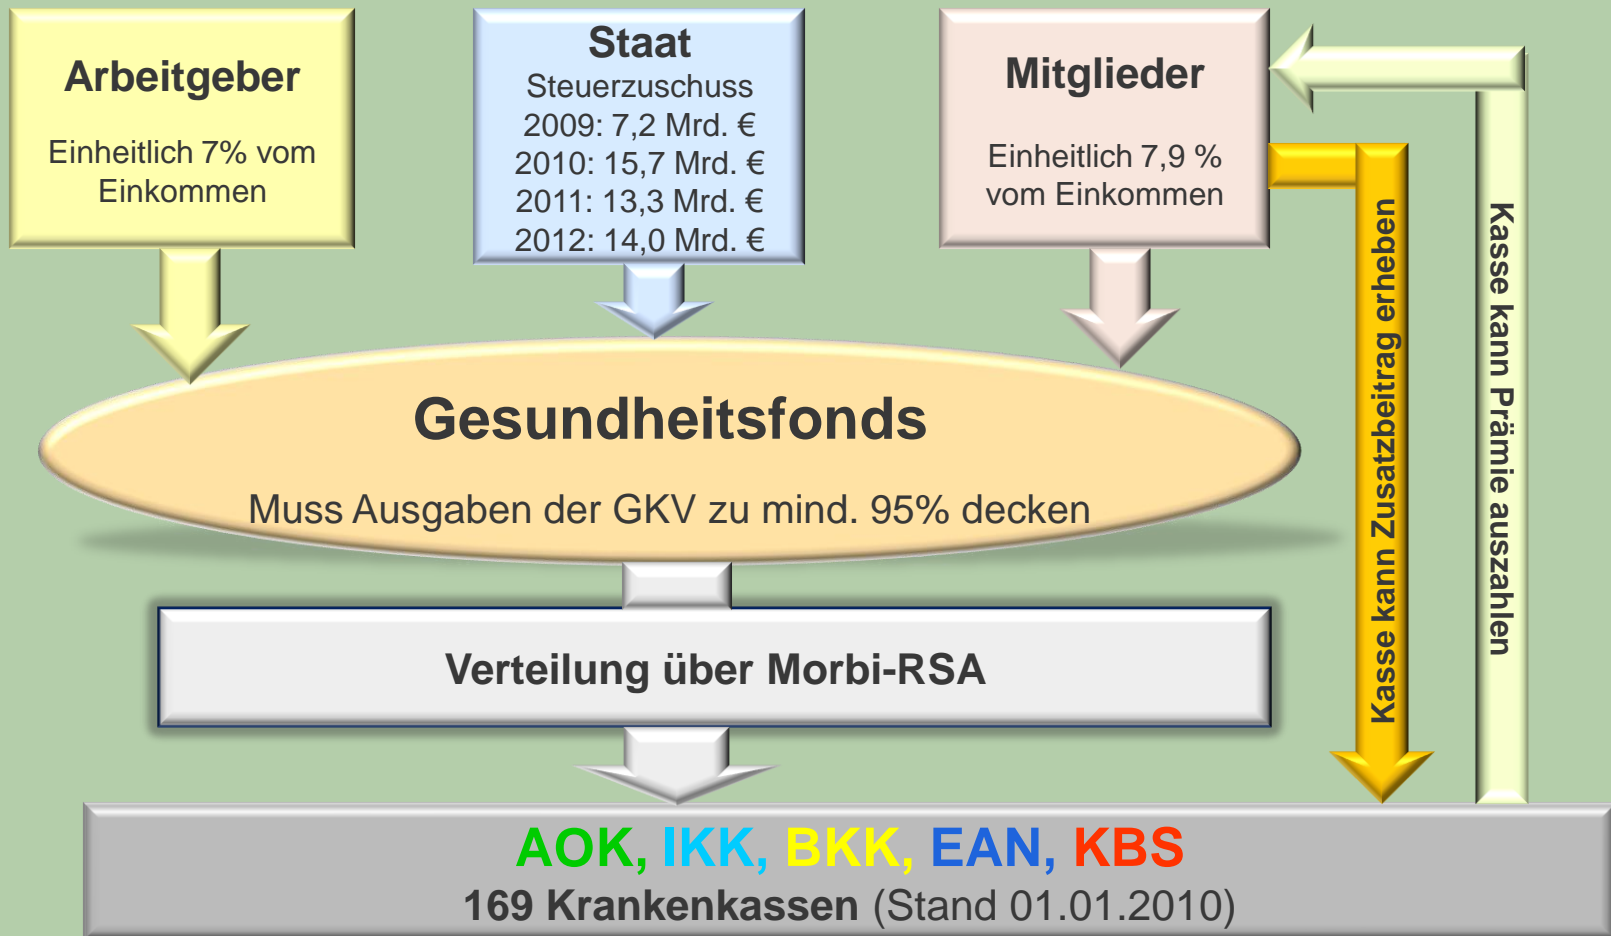 Arbeitgeber
Einheitlich 7% vom
Einkommen
Staat
Steuerzuschuss
2009: 7,2 Mrd. €
2010: 15,7 Mrd. €
2011: 13,3 Mrd. €
2012: 14,0 Mrd. €
Mitglieder
Einheitlich 7,9 %
vom Einkommen
Kasse kann Zusatzbeitrag erheben
Kasse kann Prämie auszahlen
Gesundheitsfonds
Muss Ausgaben der GKV zu mind. 95% decken
Verteilung über Morbi-RSA
AOK, IKK, BKK, EAN, KBS
169 Krankenkassen (Stand 01.01.2010)